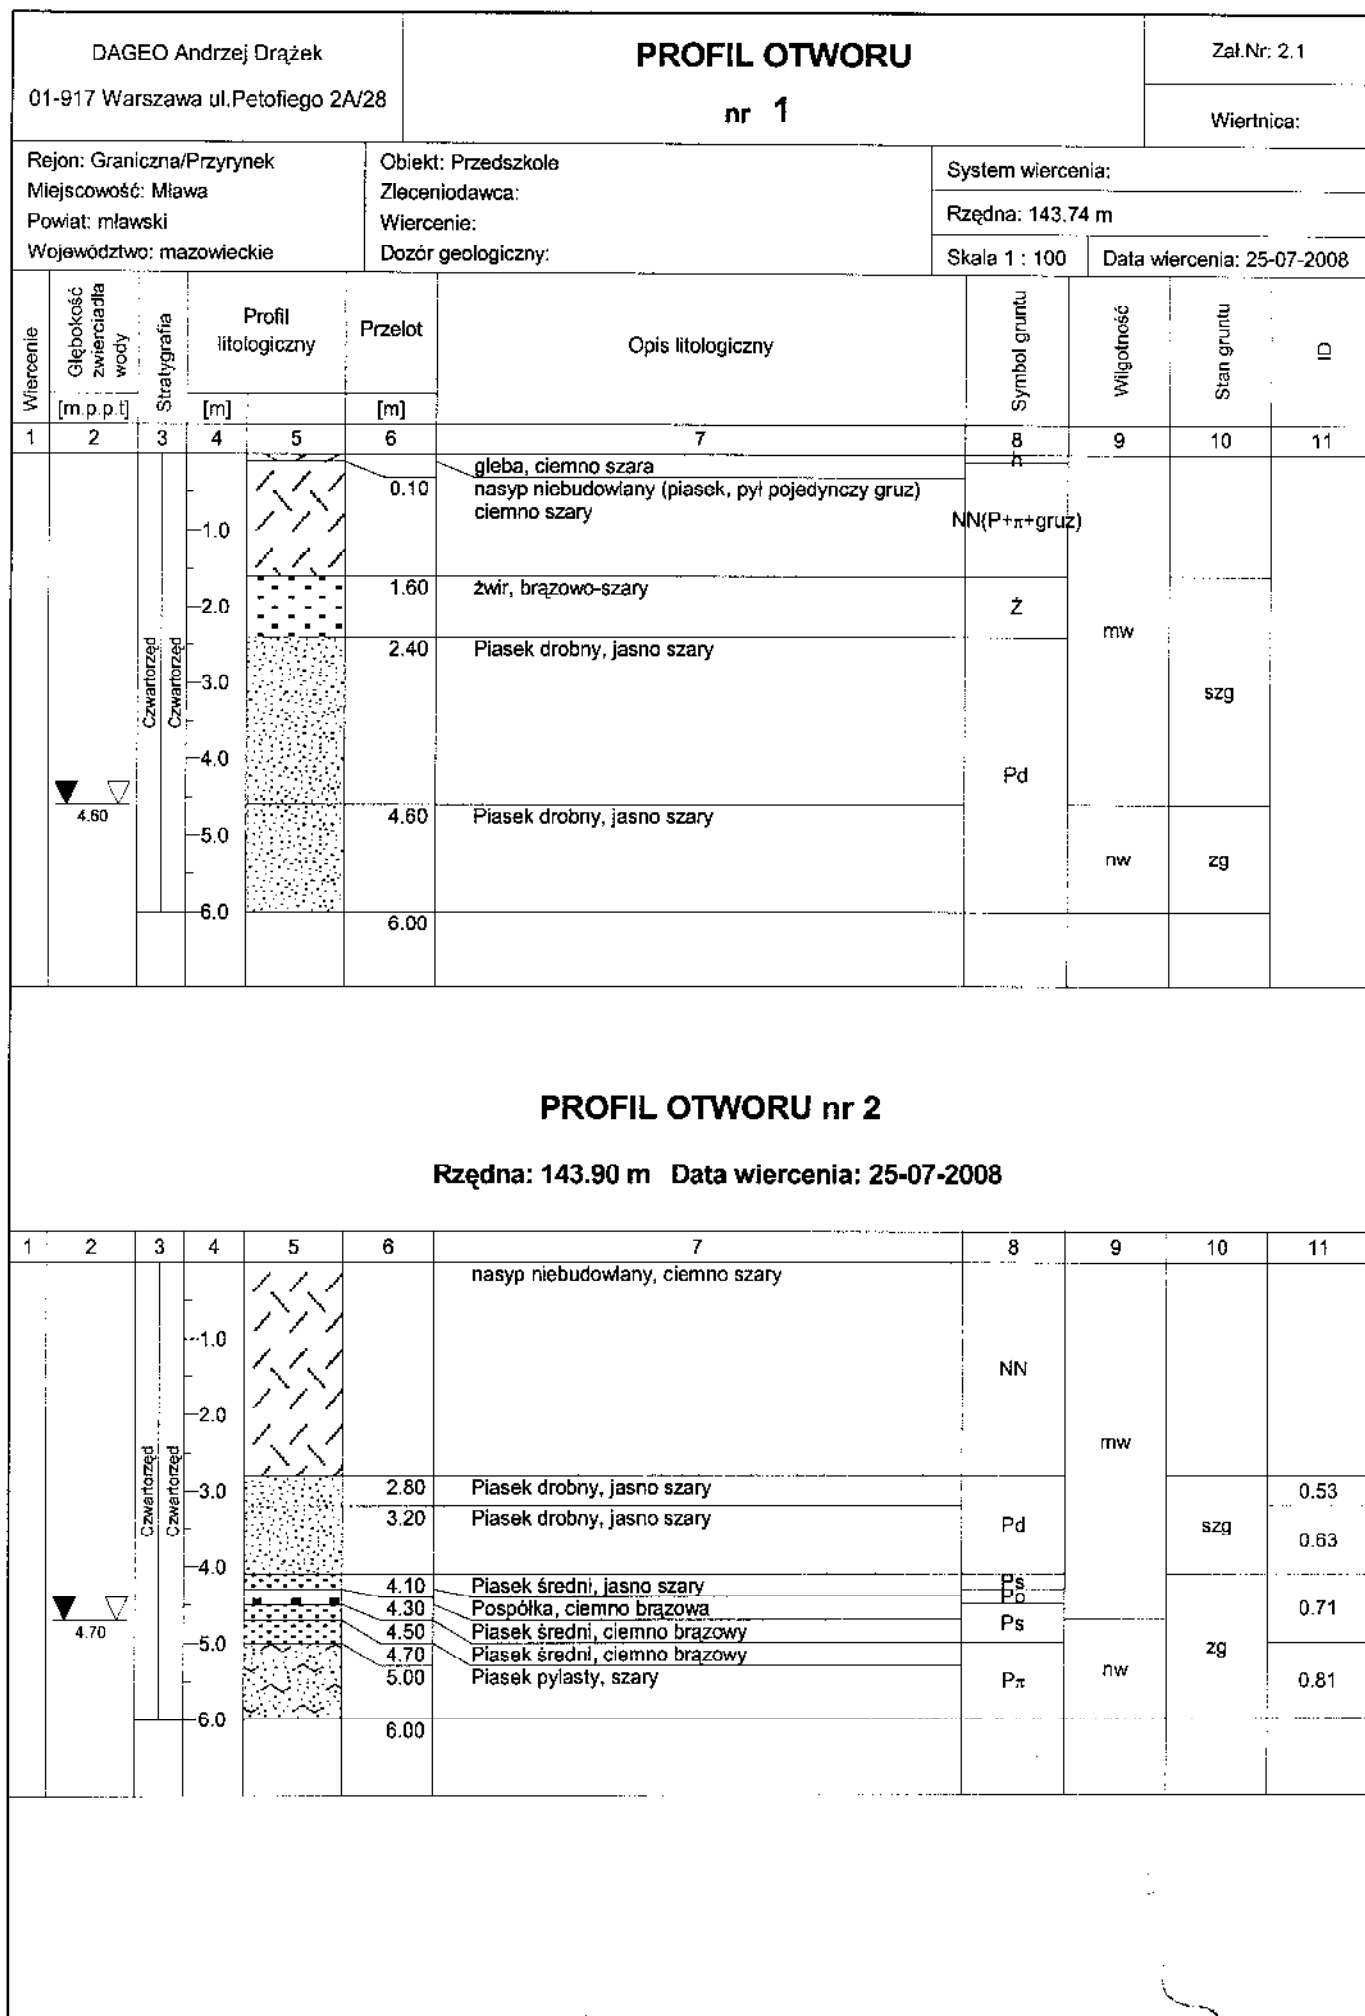 DAGEO Andrzej Drążek
01-917 Warszawa ul.Petofiego 2A/28
PROFIL OTWORU
nr 1
Zał.Nr: 2.1
Wiertnica:
Rejon: Graniczna/Przyrynek
Miejscowość: Mława
Powiat: mławski
Województwo: mazowieckie
Obiekt: Przedszkole
Zleceniodawca:
Wiercenie:
Dozór geologiczny:
System wiercenia:
Rzędna: 143.74 m
Skala 1 : 100
Data wiercenia: 25-07-2008
Wiercenie
Głębokość zwierciadła wody
[m.p.p.t]
Stratygrafia
Profil litologiczny
[m]
Przelot
[m]
Opis litologiczny
Symbol gruntu
Wilgotność
Stan gruntu
ID
1 2 3 4 5 6 7 8 9 10 11
gleba, ciemno szara
0.10 nasyp niebudowlany (piasek, pył pojedynczy gruz)
ciemno szary
NN(P+π+gruz)
1.0
1.60 żwir, brązowo-szary
Ż
2.0
mw
2.40 Piasek drobny, jasno szary
3.0
Czwartorzęd
Czwartorzęd
szg
4.0
Pd
4.60
4.60 Piasek drobny, jasno szary
5.0
nw
zg
6.0
6.00
PROFIL OTWORU nr 2
Rzędna: 143.90 m Data wiercenia: 25-07-2008
1 2 3 4 5 6 7 8 9 10 11
nasyp niebudowlany, ciemno szary
1.0
NN
2.0
mw
Czwartorzęd
Czwartorzęd
3.0
2.80 Piasek drobny, jasno szary
0.53
3.20 Piasek drobny, jasno szary
Pd
szg
0.63
4.0
4.10 Piasek średni, jasno szary
Ps
4.30 Pospółka, ciemno brązowa
Po
0.71
4.70
4.50 Piasek średni, ciemno brązowy
Ps
5.0
4.70 Piasek średni, ciemno brązowy
zg
5.00 Piasek pylasty, szary
Pπ
nw
0.81
6.0
6.00